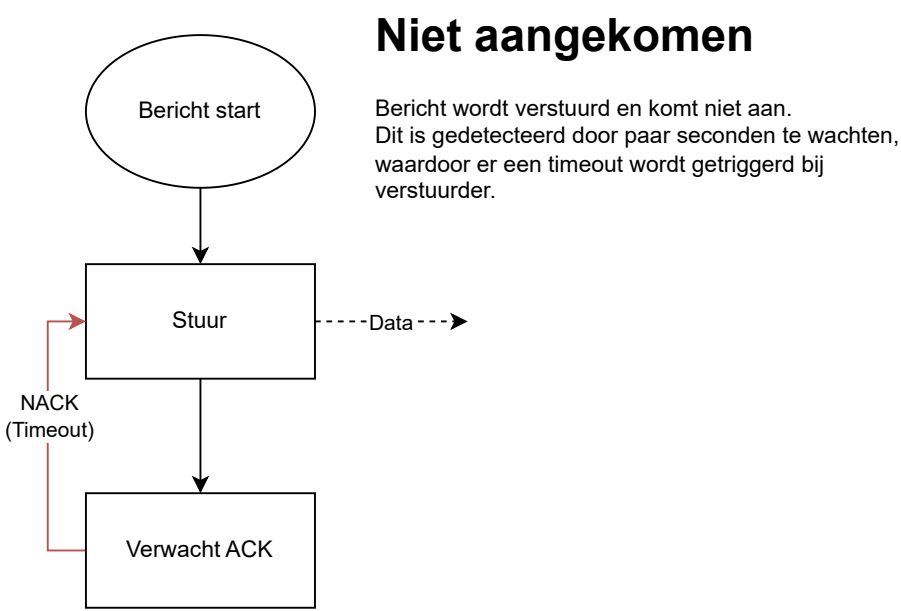 Niet aangekomen
Bericht start
Bericht wordt verstuurd en komt niet aan.
Dit is gedetecteerd door paar seconden te wachten,
waardoor er een timeout wordt getriggerd bij
verstuurder.
Stuur
Data
NACK
(Timeout)
Verwacht ACK